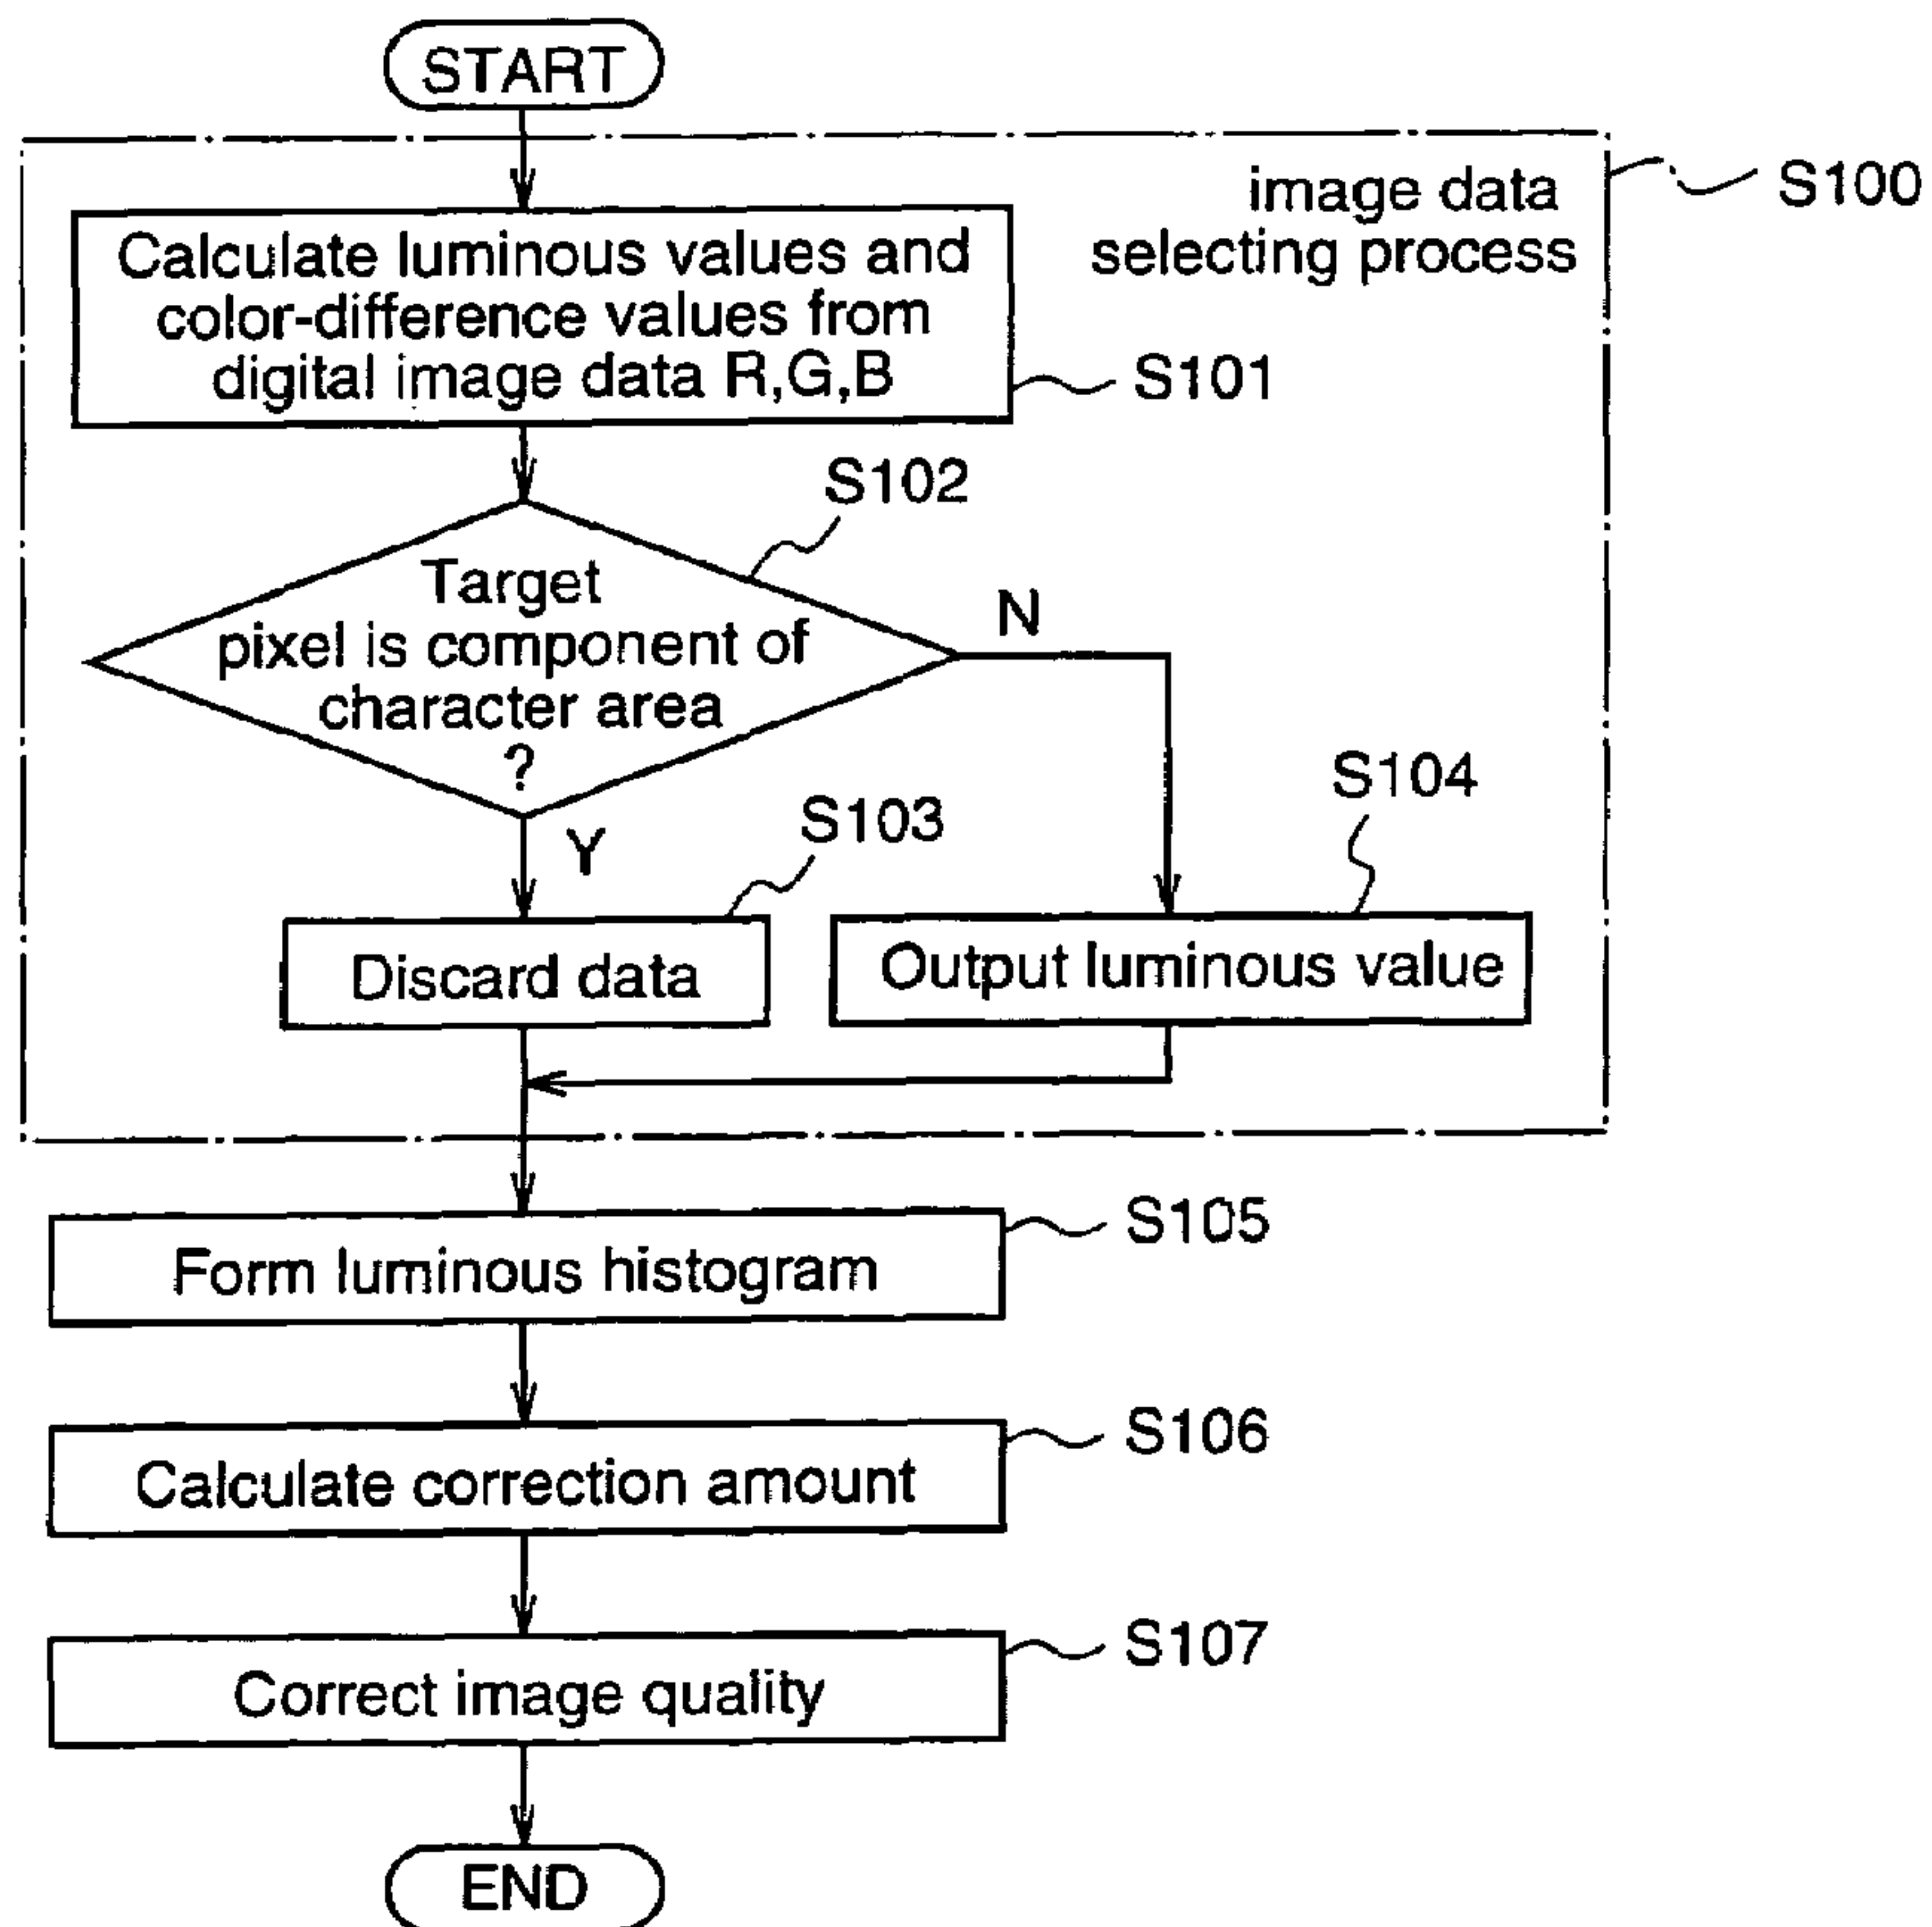 START
image data
selecting process
S100
Calculate luminous values and
color-difference values from
digital image data R,G,B
S101
S102
Target
pixel is component of
character area
?
N
Y
S103
S104
Discard data
Output luminous value
S105
Form luminous histogram
S106
Calculate correction amount
S107
Correct image quality
END